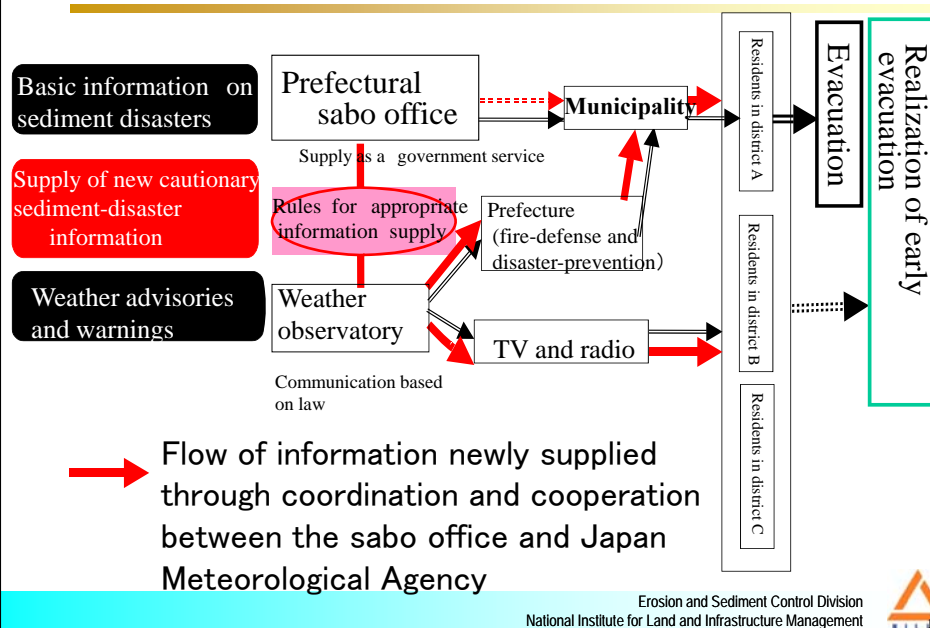 Basic information on
sediment disasters
Supply of new cautionary
sediment-disaster
information
Weather advisories
and warnings
Prefectural
sabo office
Supply as a government service
Rules for appropriate
information supply
Weather
observatory
Communication based
on law
Municipality
Prefecture
(fire-defense and
disaster-prevention)
TV and radio
Residents in district A
Residents in district B
Residents in district C
Evacuation
Realization of early
evacuation
Flow of information newly supplied
through coordination and cooperation
between the sabo office and Japan
Meteorological Agency
Erosion and Sediment Control Division
National Institute for Land and Infrastructure Management